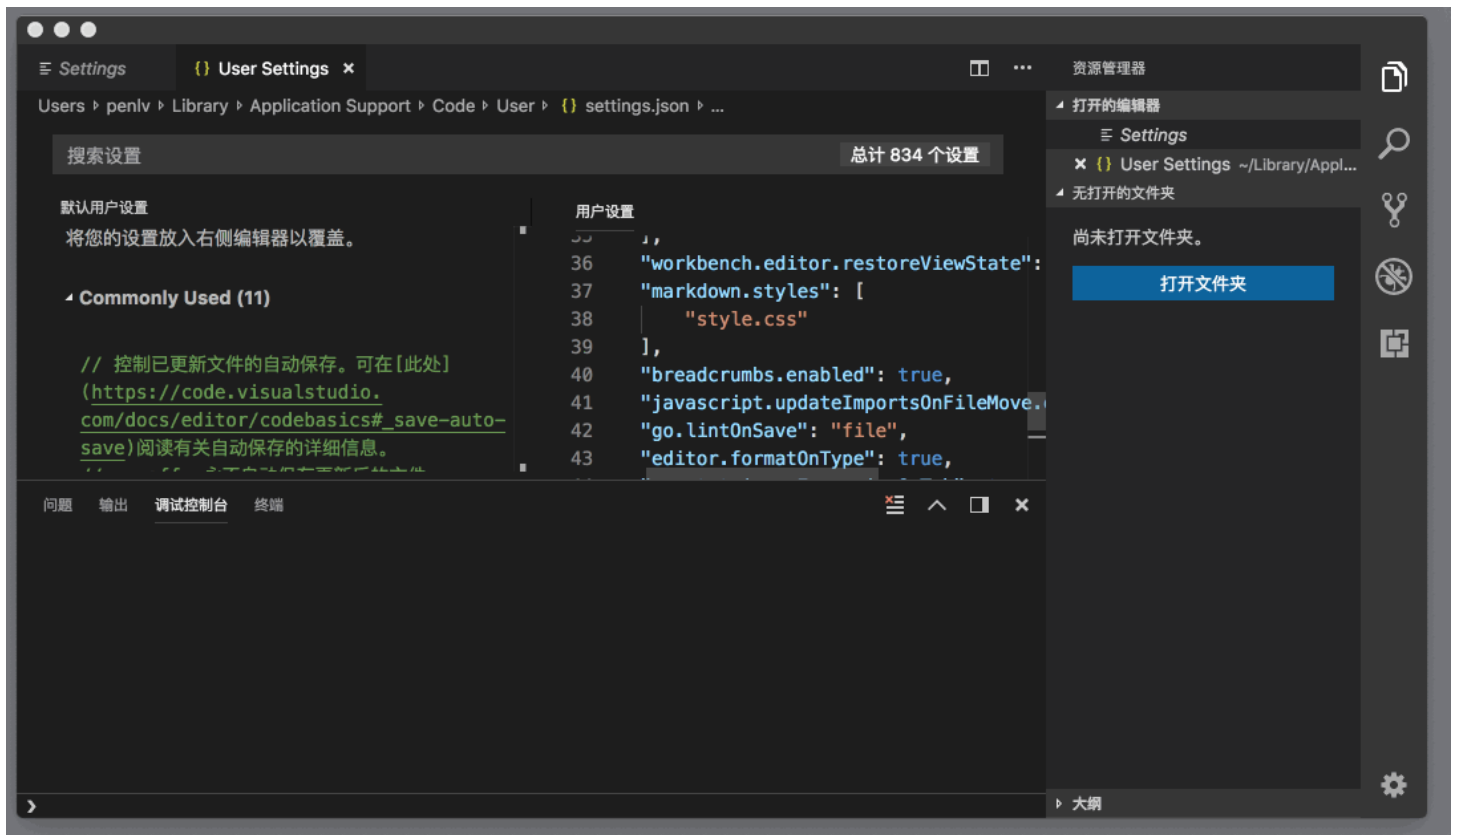 Settings
{} User Settings ×
Users ▹ penlv ▹ Library ▹ Application Support ▹ Code ▹ User ▹ {} settings.json ▹ ...
搜索设置
总计 834 个设置
默认用户设置
将您的设置放入右侧编辑器以覆盖。
Commonly Used (11)
// 控制已更新文件的自动保存。可在[此处]
(https://code.visualstudio.
com/docs/editor/codebasics#_save-auto-
save)阅读有关自动保存的详细信息。
用户设置
],
36 "workbench.editor.restoreViewState":
37 "markdown.styles": [
38 "style.css"
39 ],
40 "breadcrumbs.enabled": true,
41 "javascript.updateImportsOnFileMove.
42 "go.lintOnSave": "file",
43 "editor.formatOnType": true,
问题 输出 调试控制台 终端
资源管理器
打开的编辑器
Settings
× {} User Settings ~/Library/Appl...
无打开的文件夹
尚未打开文件夹。
打开文件夹
大纲